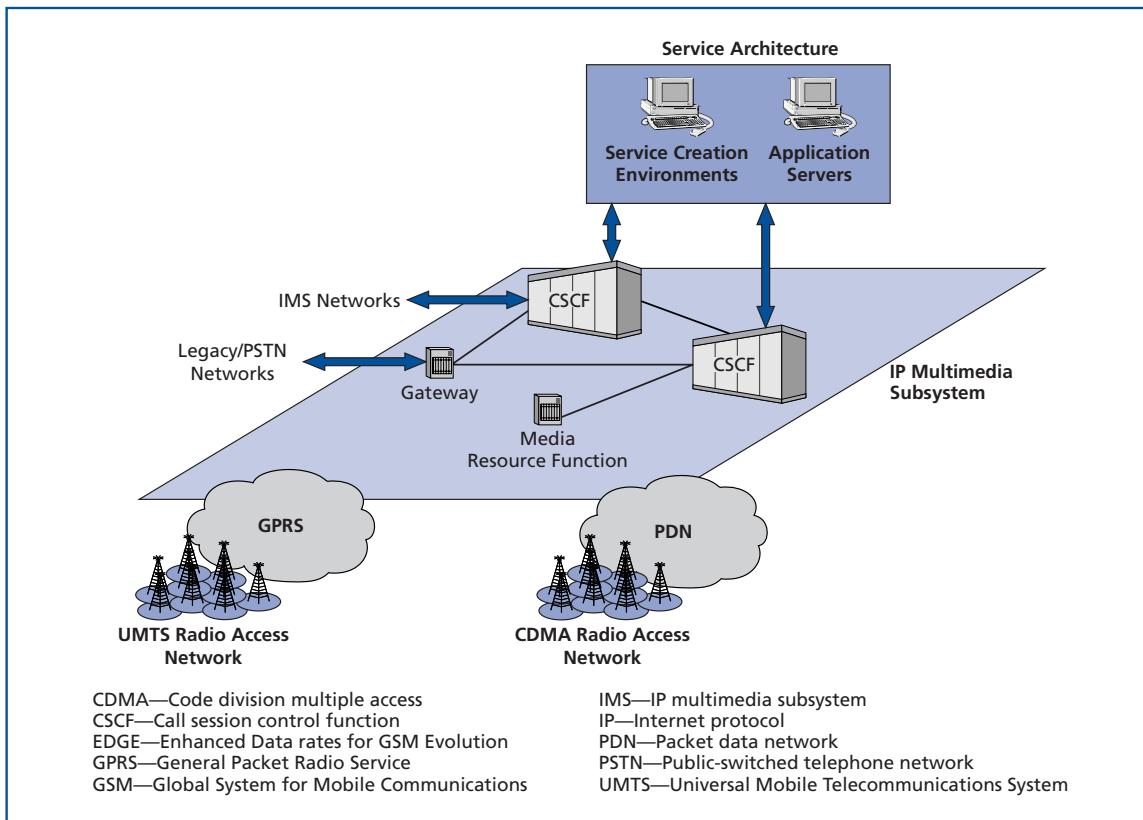 Service Architecture
Service Creation
Environments
Application
Servers
IMS Networks
CSCF
Legacy/PSTN
Networks
Gateway
CSCF
IP Multimedia
Subsystem
Media
Resource Function
GPRS
PDN
UMTS Radio Access
Network
CDMA Radio Access
Network
CDMA—Code division multiple access
CSCF—Call session control function
EDGE—Enhanced Data rates for GSM Evolution
GPRS—General Packet Radio Service
GSM—Global System for Mobile Communications
IMS—IP multimedia subsystem
IP—Internet protocol
PDN—Packet data network
PSTN—Public-switched telephone network
UMTS—Universal Mobile Telecommunications System